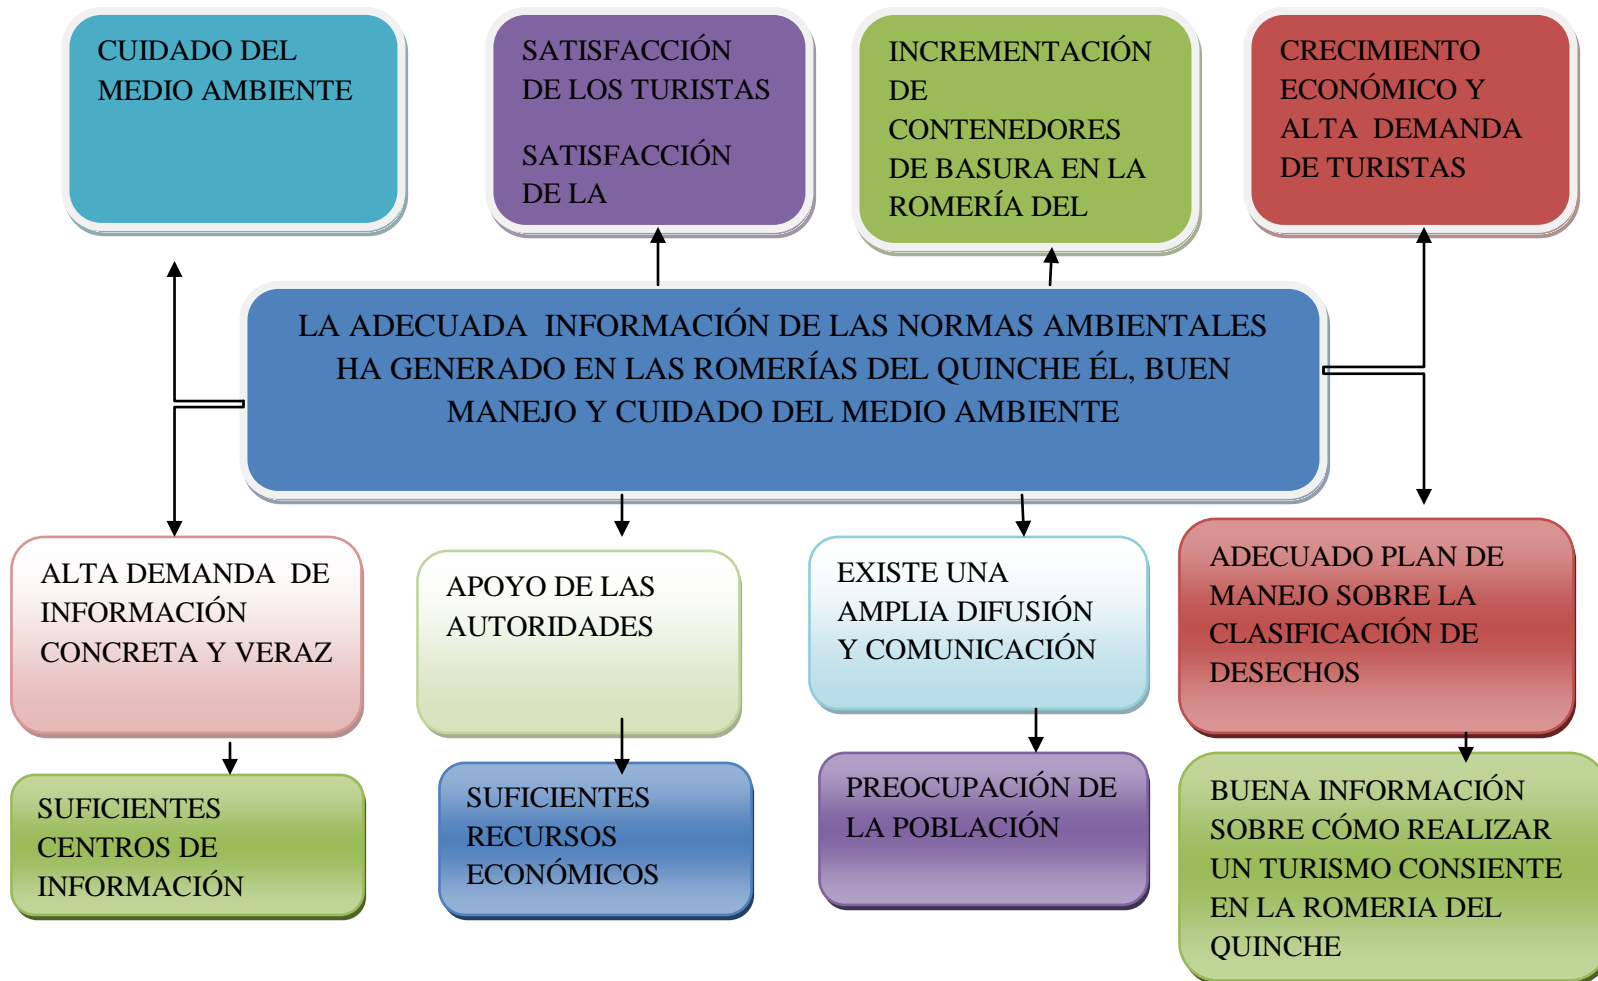 CUIDADO DEL
MEDIO AMBIENTE
SATISFACCIÓN
DE LOS TURISTAS
SATISFACCIÓN
DE LA
INCREMENTACIÓN
DE
CONTENEDORES
DE BASURA EN LA
ROMERÍA DEL
CRECIMIENTO
ECONÓMICO Y
ALTA  DEMANDA
DE TURISTAS
LA ADECUADA  INFORMACIÓN DE LAS NORMAS AMBIENTALES
HA GENERADO EN LAS ROMERÍAS DEL QUINCHE ÉL, BUEN
MANEJO Y CUIDADO DEL MEDIO AMBIENTE
ALTA DEMANDA  DE
INFORMACIÓN
CONCRETA Y VERAZ
APOYO DE LAS
AUTORIDADES
EXISTE UNA
AMPLIA DIFUSIÓN
Y COMUNICACIÓN
ADECUADO PLAN DE
MANEJO SOBRE LA
CLASIFICACIÓN DE
DESECHOS
SUFICIENTES
CENTROS DE
INFORMACIÓN
SUFICIENTES
RECURSOS
ECONÓMICOS
PREOCUPACIÓN DE
LA POBLACIÓN
BUENA INFORMACIÓN
SOBRE CÓMO REALIZAR
UN TURISMO CONSIENTE
EN LA ROMERIA DEL
QUINCHE